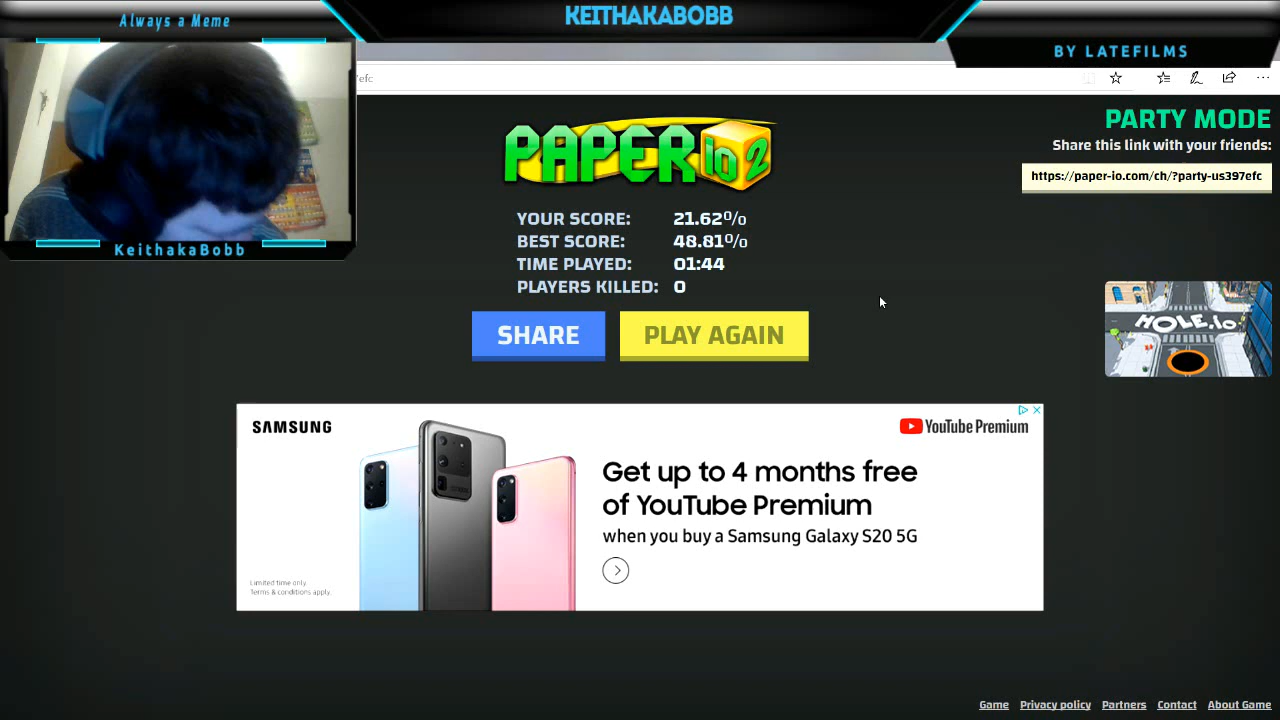 Always a Meme
KEITHAKABOBB
BY LATEFILMS
efc
KeithakaBobb
PAPER io 2
PARTY MODE
Share this link with your friends:
https://paper-io.com/ch/?party-us397efc
YOUR SCORE: 21.62%
BEST SCORE: 48.81%
TIME PLAYED: 01:44
PLAYERS KILLED: 0
SHARE
PLAY AGAIN
HOLE.io
SAMSUNG
YouTube Premium
Get up to 4 months free
of YouTube Premium
when you buy a Samsung Galaxy S20 5G
Limited time only.
Terms & conditions apply.
Game Privacy policy Partners Contact About Game